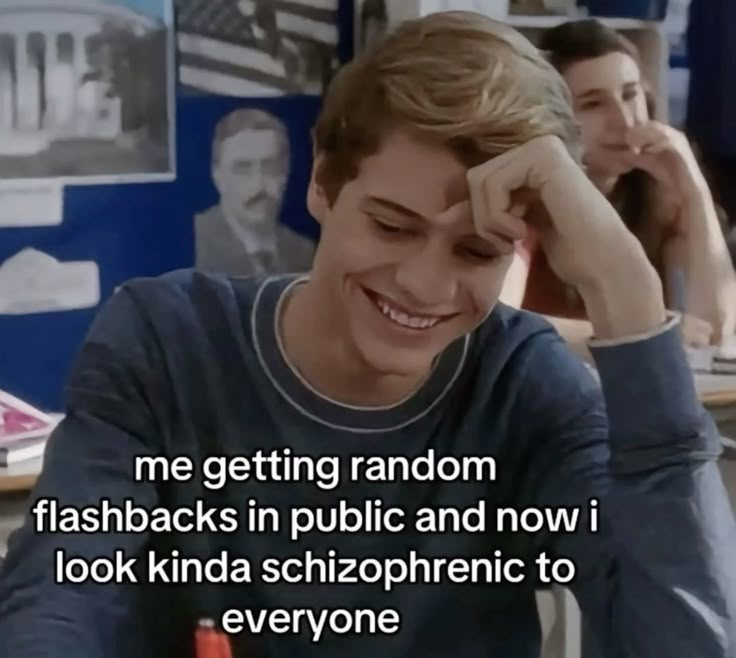 me getting random
flashbacks in public and now i
look kinda schizophrenic to
everyone